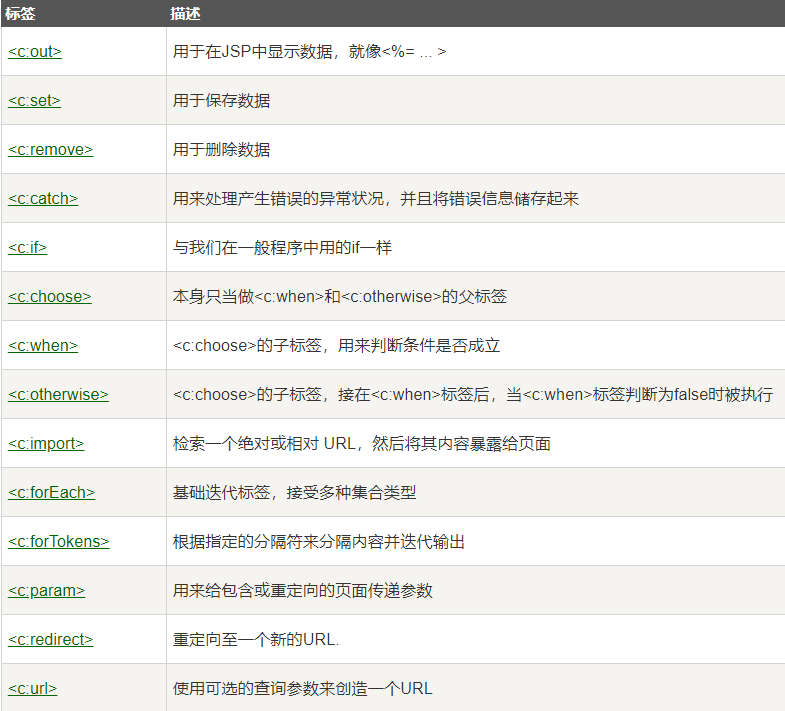 标签 描述
<c:out> 用于在JSP中显示数据，就像<%= ... >
<c:set> 用于保存数据
<c:remove> 用于删除数据
<c:catch> 用来处理产生错误的异常状况，并且将错误信息储存起来
<c:if> 与我们在一般程序中用的if一样
<c:choose> 本身只当做<c:when>和<c:otherwise>的父标签
<c:when> <c:choose>的子标签，用来判断条件是否成立
<c:otherwise> <c:choose>的子标签，接在<c:when>标签后，当<c:when>标签判断为false时被执行
<c:import> 检索一个绝对或相对 URL，然后将其内容暴露给页面
<c:forEach> 基础迭代标签，接受多种集合类型
<c:forTokens> 根据指定的分隔符来分隔内容并迭代输出
<c:param> 用来给包含或重定向的页面传递参数
<c:redirect> 重定向至一个新的URL.
<c:url> 使用可选的查询参数来创造一个URL